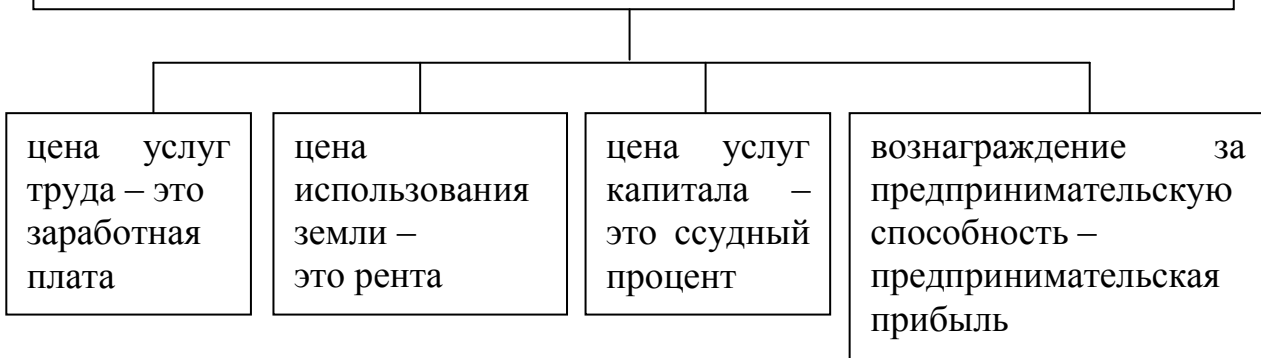 цена услуг
труда – это
заработная
плата
цена
использования
земли –
это рента
цена услуг
капитала –
это ссудный
процент
вознаграждение за
предпринимательскую
способность –
предпринимательская
прибыль